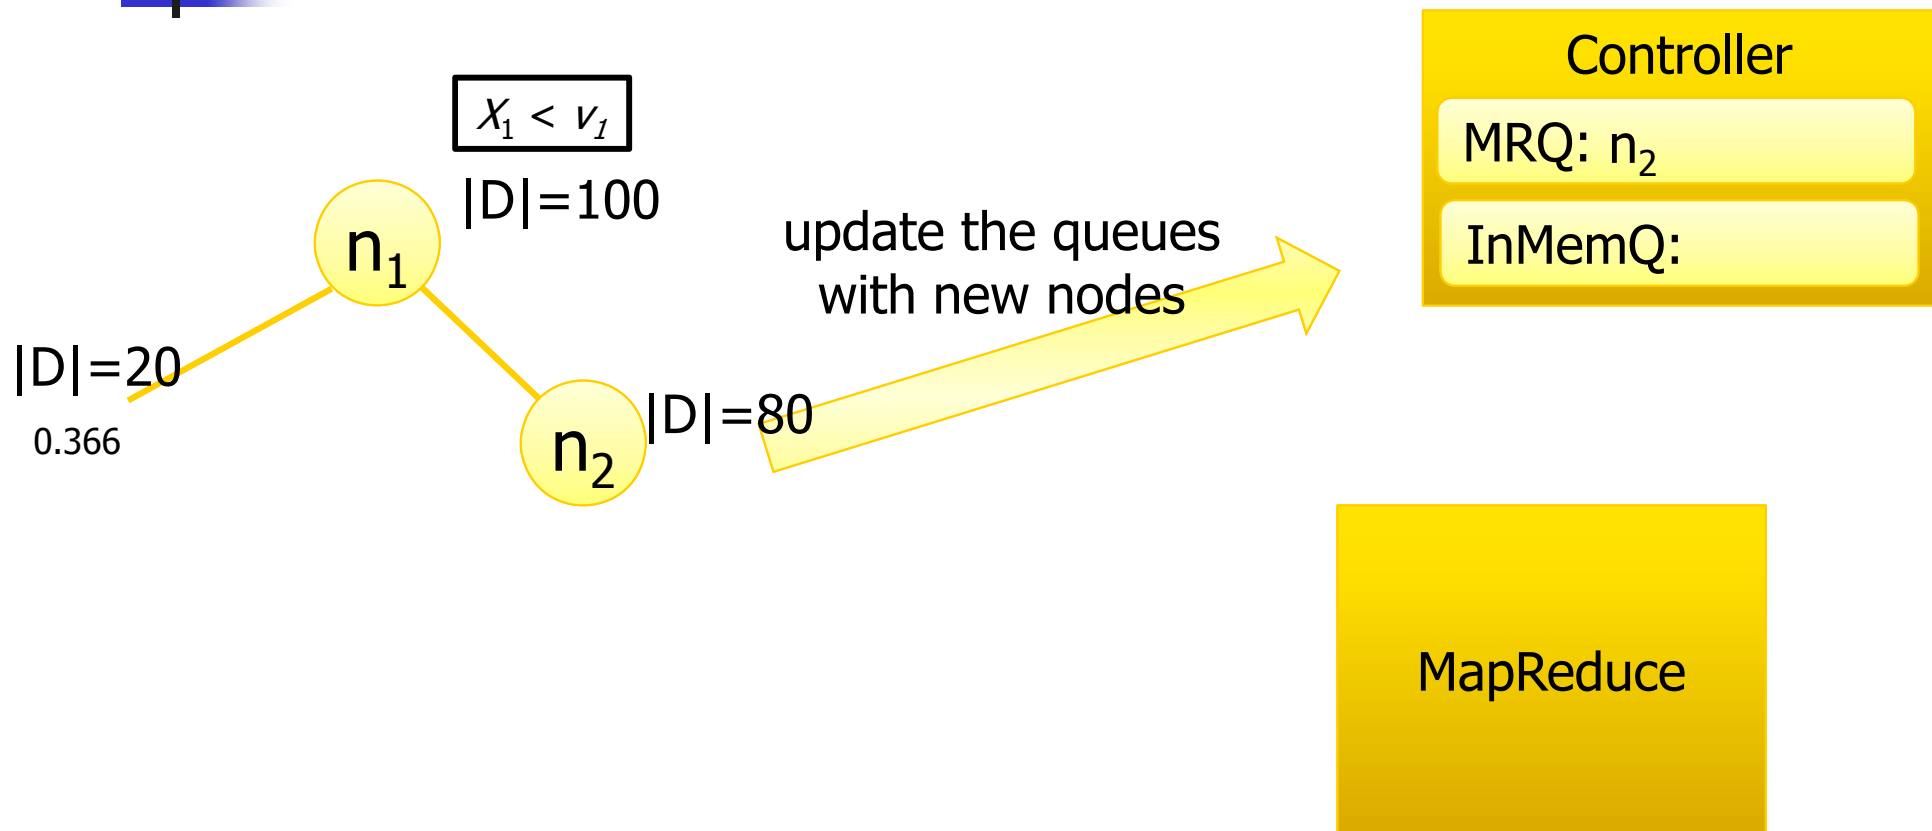 X₁ < v₁
|D|=100
n₁
|D|=20
0.366
n₂
|D|=80
update the queues
with new nodes
Controller
MRQ: n₂
InMemQ:
MapReduce